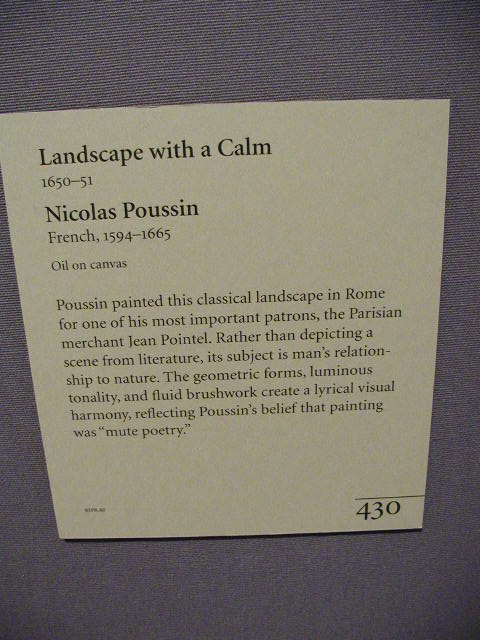 Landscape with a Calm
1650–51
Nicolas Poussin
French, 1594–1665
Oil on canvas
Poussin painted this classical landscape in Rome
for one of his most important patrons, the Parisian
merchant Jean Pointel. Rather than depicting a
scene from literature, its subject is man's relation-
ship to nature. The geometric forms, luminous
tonality, and fluid brushwork create a lyrical visual
harmony, reflecting Poussin's belief that painting
was “mute poetry.”
430